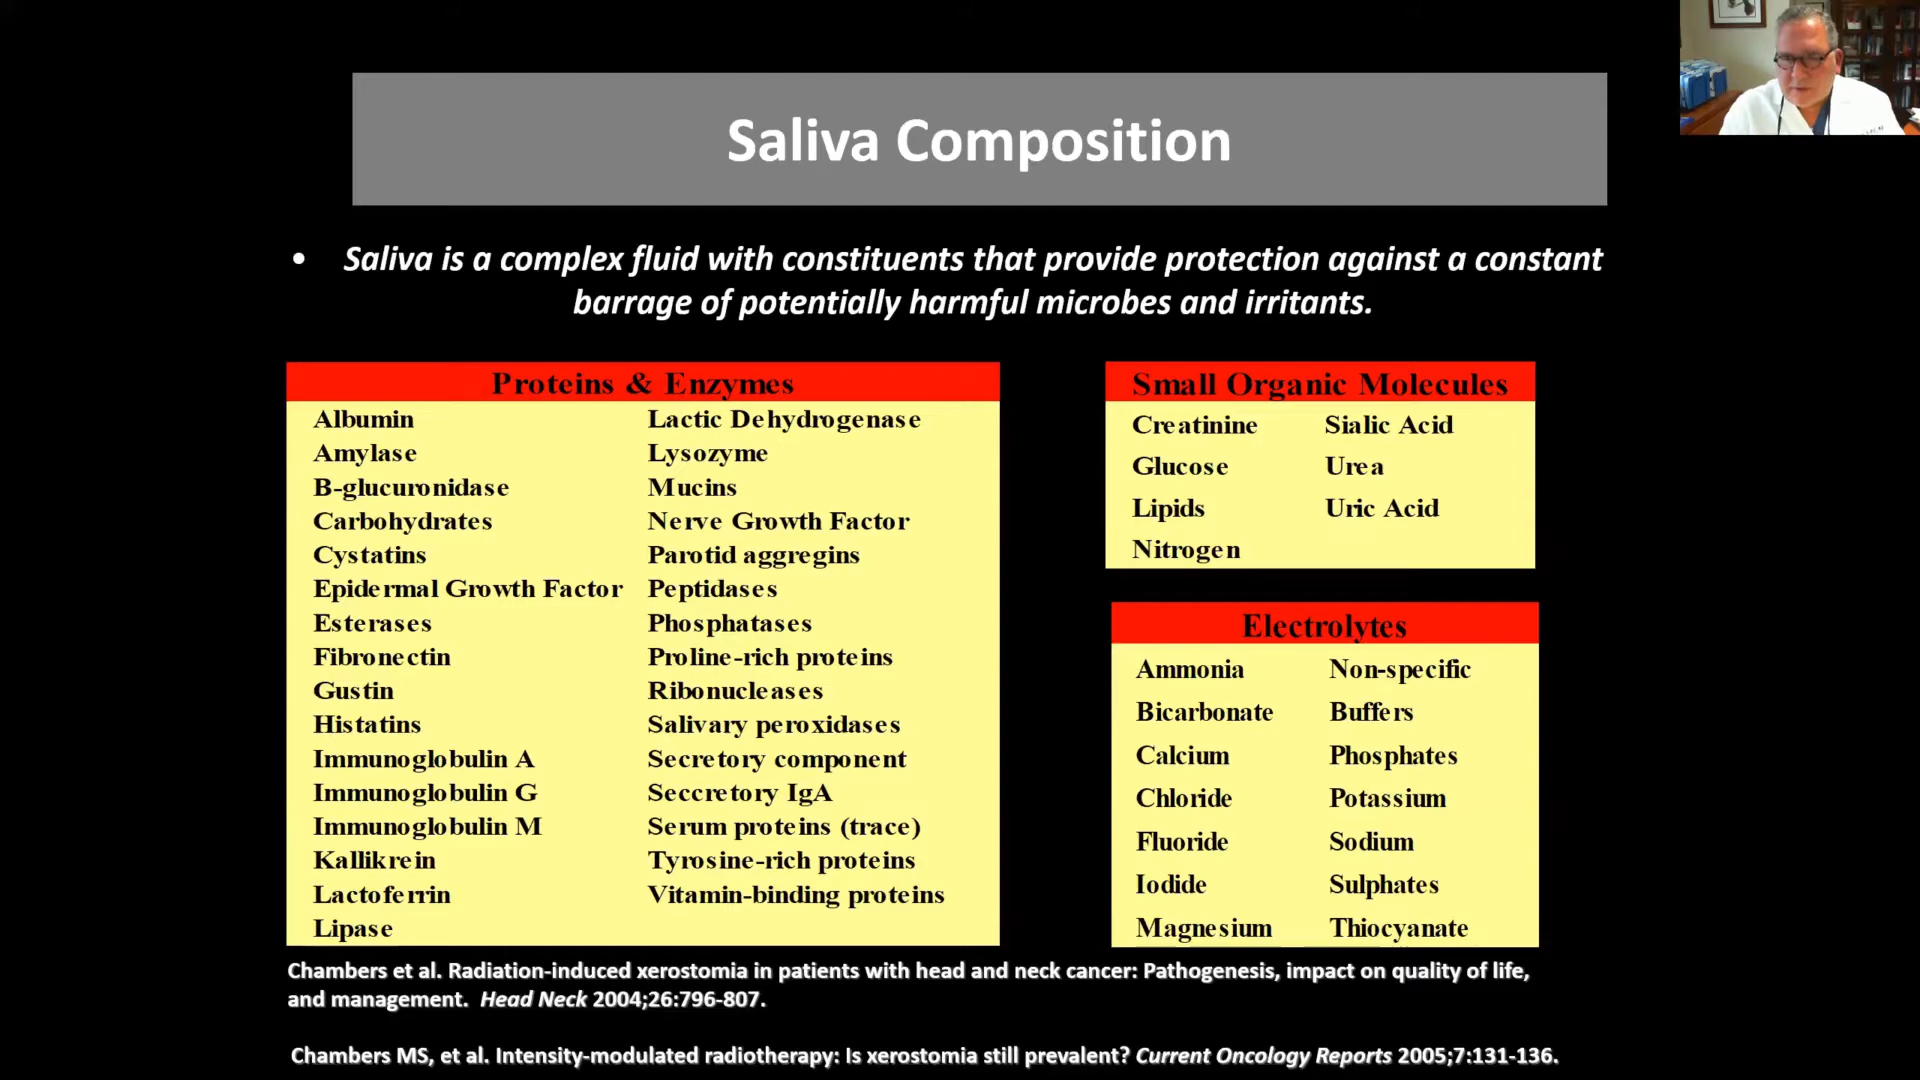 Saliva Composition
• Saliva is a complex fluid with constituents that provide protection against a constant
barrage of potentially harmful microbes and irritants.
Proteins & Enzymes
Albumin
Amylase
B-glucuronidase
Carbohydrates
Cystatins
Epidermal Growth Factor
Esterases
Fibronectin
Gustin
Histatins
Immunoglobulin A
Immunoglobulin G
Immunoglobulin M
Kallikrein
Lactoferrin
Lipase
Lactic Dehydrogenase
Lysozyme
Mucins
Nerve Growth Factor
Parotid aggregins
Peptidases
Phosphatases
Proline-rich proteins
Ribonucleases
Salivary peroxidases
Secretory component
Seccretory IgA
Serum proteins (trace)
Tyrosine-rich proteins
Vitamin-binding proteins
Small Organic Molecules
Creatinine
Glucose
Lipids
Nitrogen
Sialic Acid
Urea
Uric Acid
Electrolytes
Ammonia
Bicarbonate
Calcium
Chloride
Fluoride
Iodide
Magnesium
Non-specific
Buffers
Phosphates
Potassium
Sodium
Sulphates
Thiocyanate
Chambers et al. Radiation-induced xerostomia in patients with head and neck cancer: Pathogenesis, impact on quality of life,
and management. Head Neck 2004;26:796-807.
Chambers MS, et al. Intensity-modulated radiotherapy: Is xerostomia still prevalent? Current Oncology Reports 2005;7:131-136.